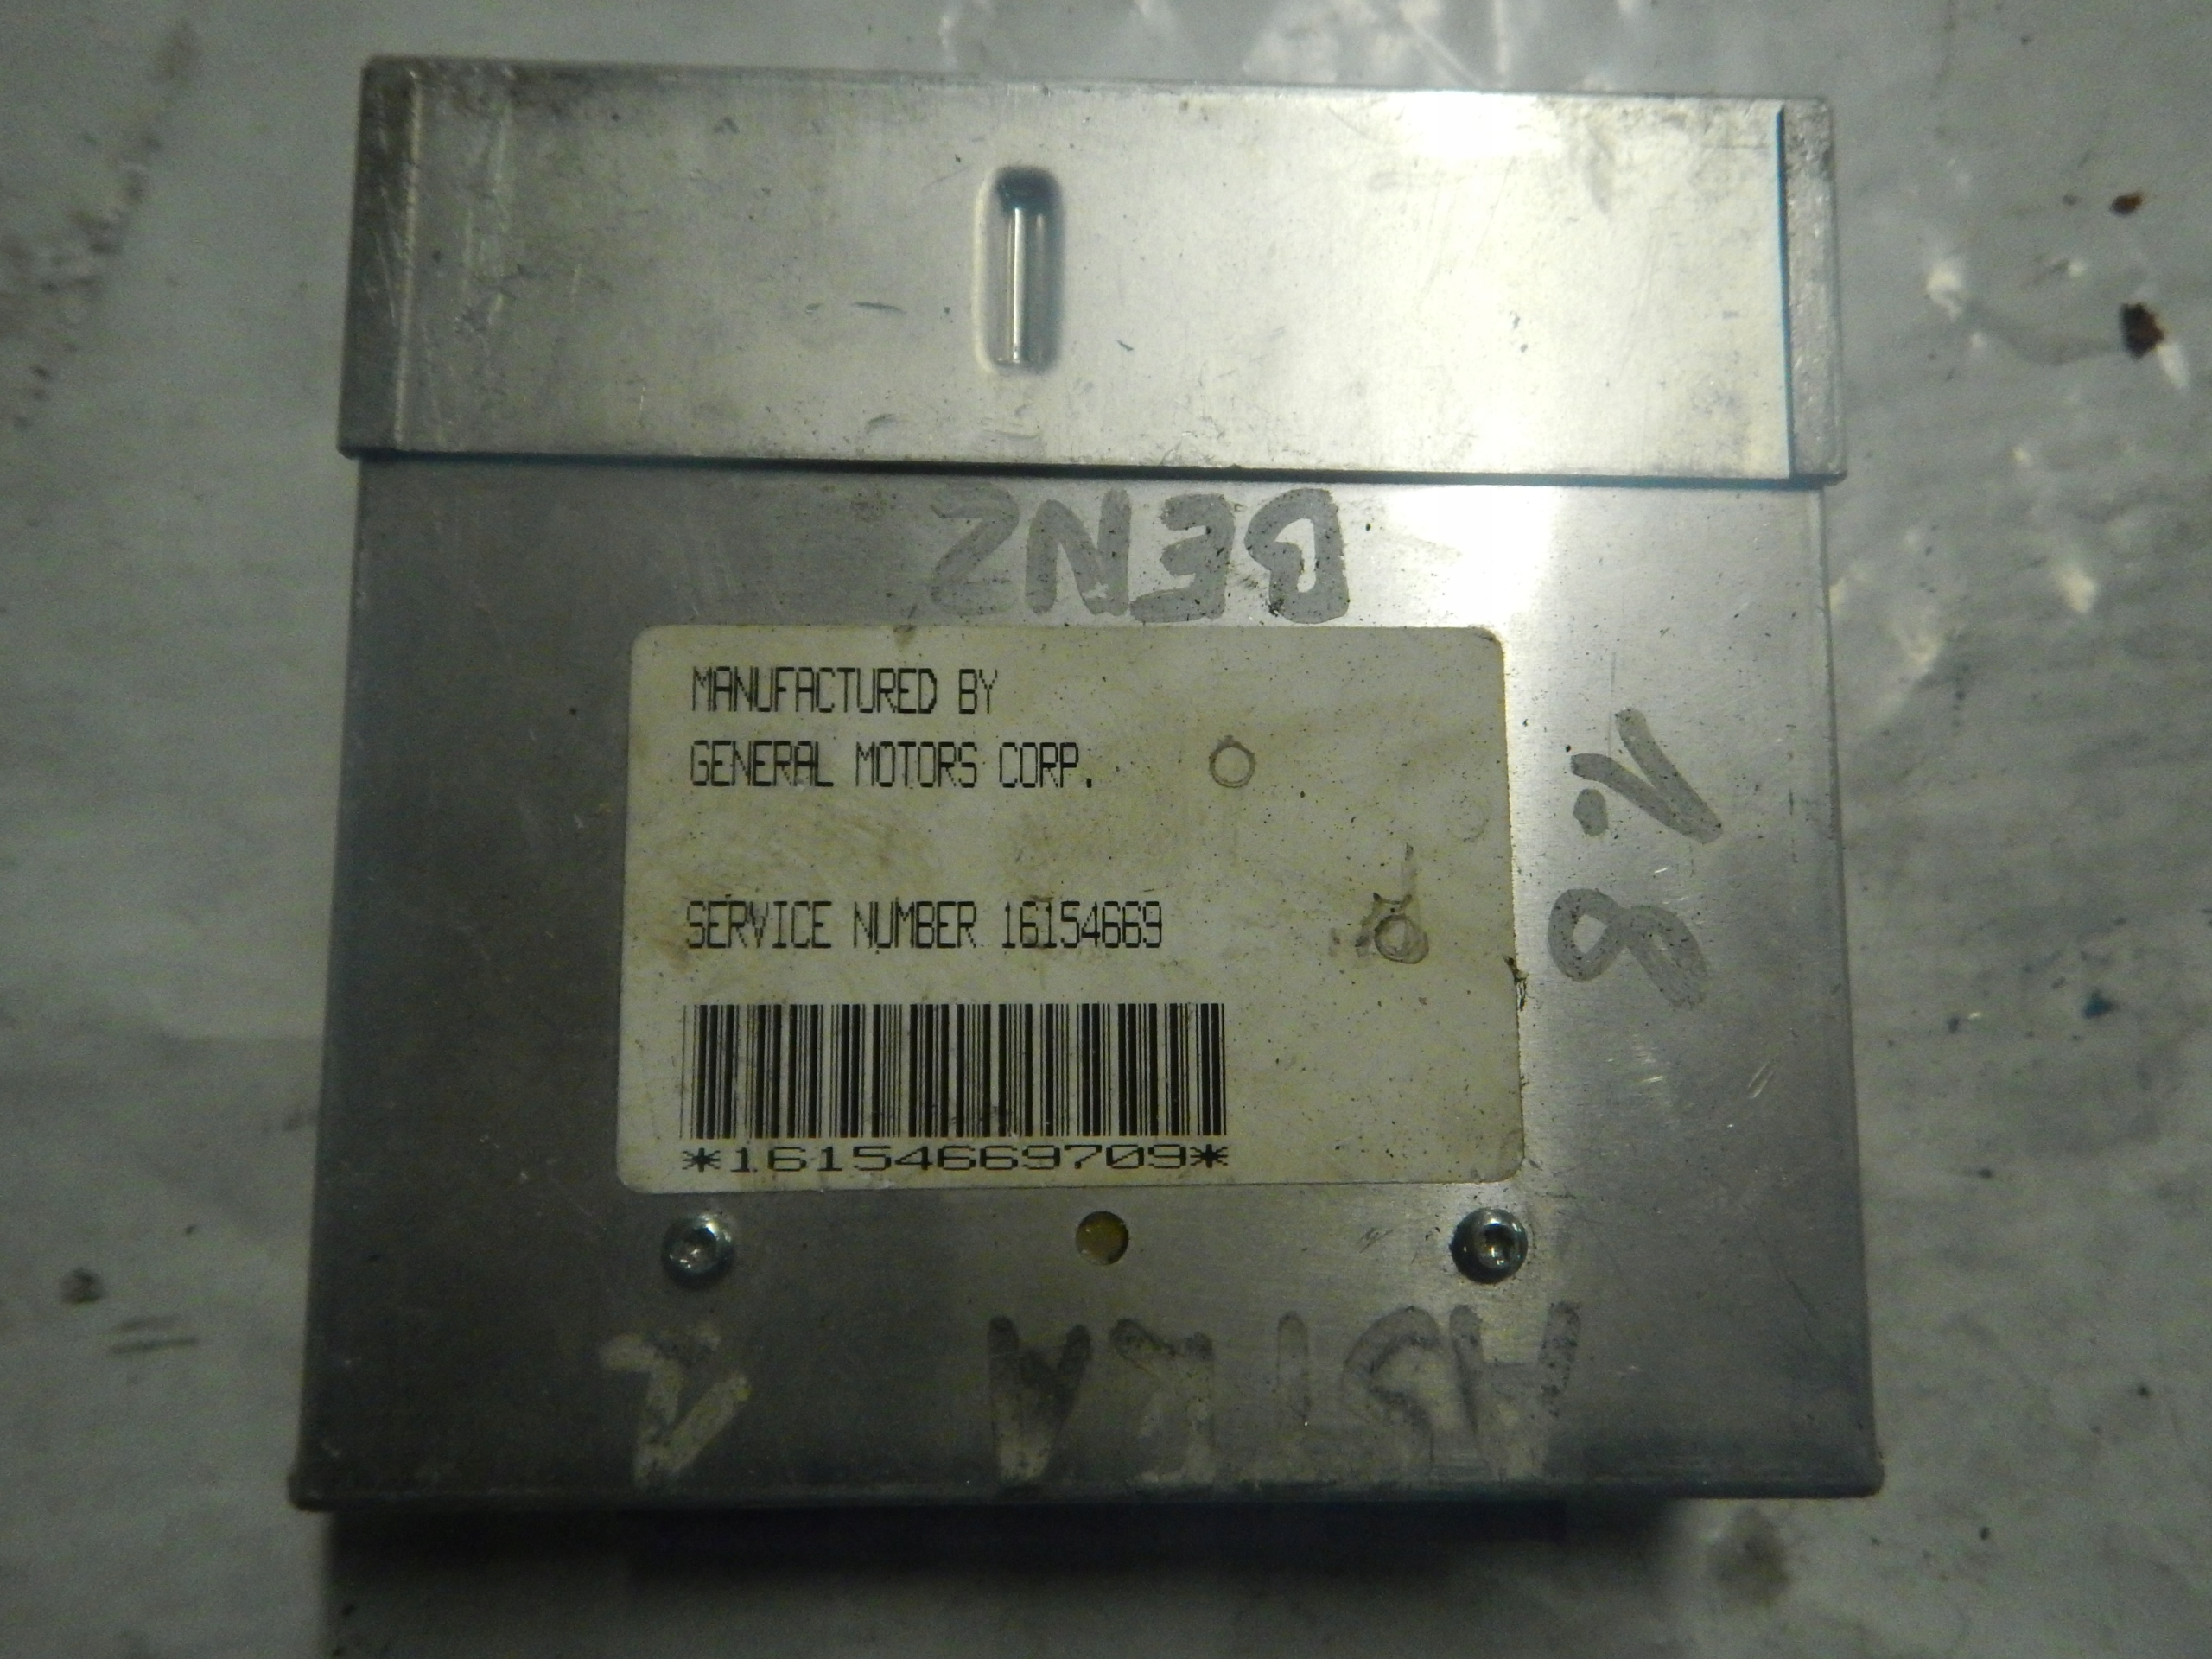 BENZ
MANUFACTURED BY
GENERAL MOTORS CORP.
1.8
SERVICE NUMBER 16154669
*16154669709*
ASTRA